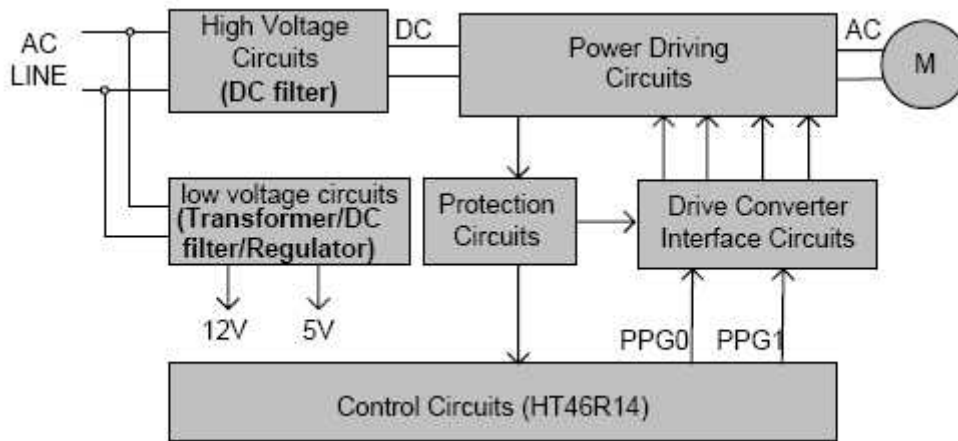 AC
LINE
High Voltage
Circuits
(DC filter)
DC
Power Driving
Circuits
AC
M
low voltage circuits
(Transformer/DC
filter/Regulator)
Protection
Circuits
Drive Converter
Interface Circuits
12V
5V
PPG0
PPG1
Control Circuits (HT46R14)